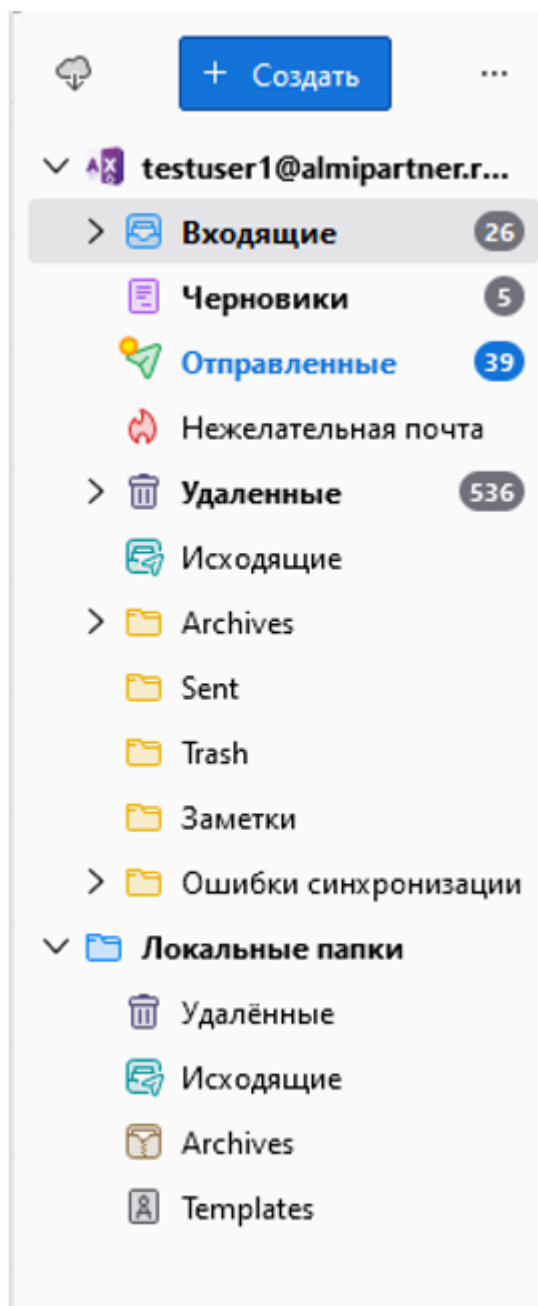 + Создать ...
testuser1@almipartner.r...
Входящие 26
Черновики 5
Отправленные 39
Нежелательная почта
Удаленные 536
Исходящие
Archives
Sent
Trash
Заметки
Ошибки синхронизации
Локальные папки
Удалённые
Исходящие
Archives
Templates